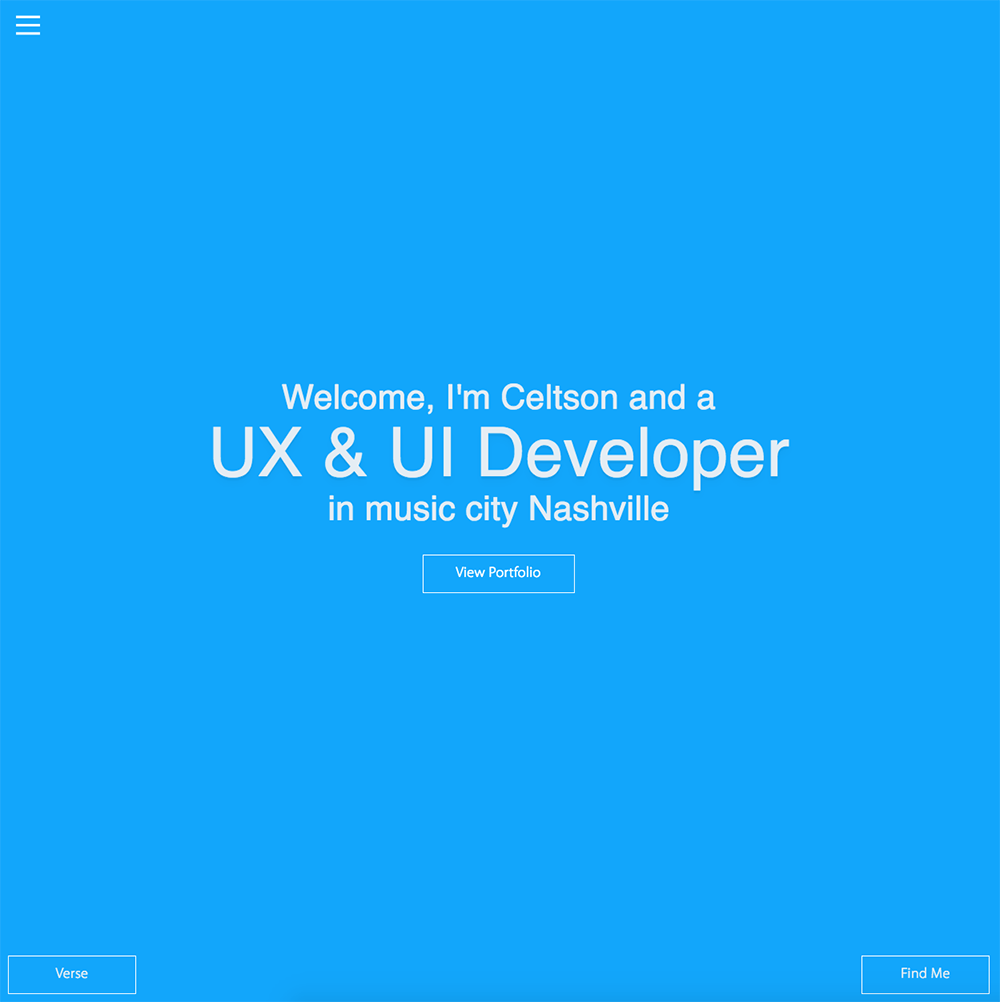 Welcome, I'm Celtson and a
UX & UI Developer
in music city Nashville
View Portfolio
Verse
Find Me